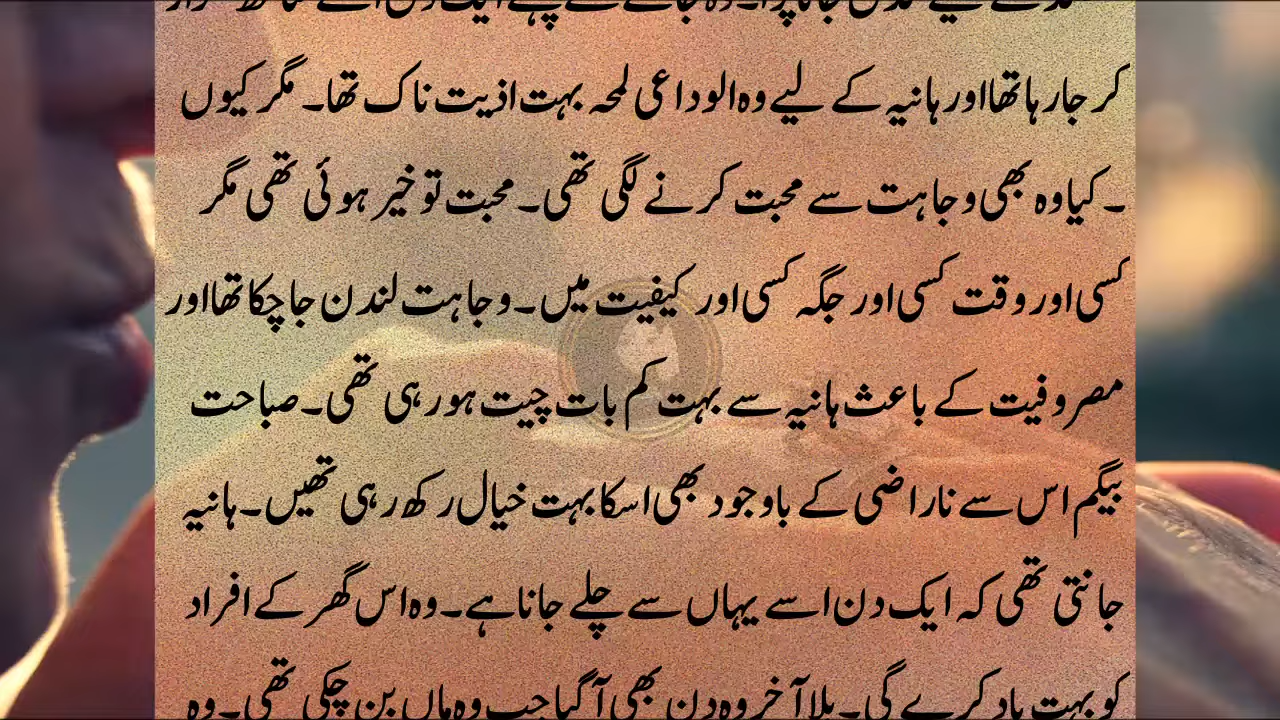 کر جا رہا تھا اور ہانیہ کے لیے وہ الوداعی لمحہ بہت اذیت ناک تھا۔ مگر کیوں
۔ کیا وہ بھی وجاہت سے محبت کرنے لگی تھی۔ محبت تو خیر ہوئی تھی مگر
کسی اور وقت کسی اور جگہ کسی اور کیفیت میں۔ وجاہت لندن جا چکا تھا اور
مصروفیت کے باعث ہانیہ سے بہت کم بات چیت ہو رہی تھی۔ صباحت
بیگم اس سے ناراضی کے باوجود بھی اسکا بہت خیال رکھ رہی تھیں۔ ہانیہ
جانتی تھی کہ ایک دن اسے یہاں سے چلے جانا ہے۔ وہ اس گھر کے افراد
کو بہت یاد کرے گی۔ بلاآخر وہ دن بھی آ گیا جب وہ ماں بن چکی تھی۔ وہ